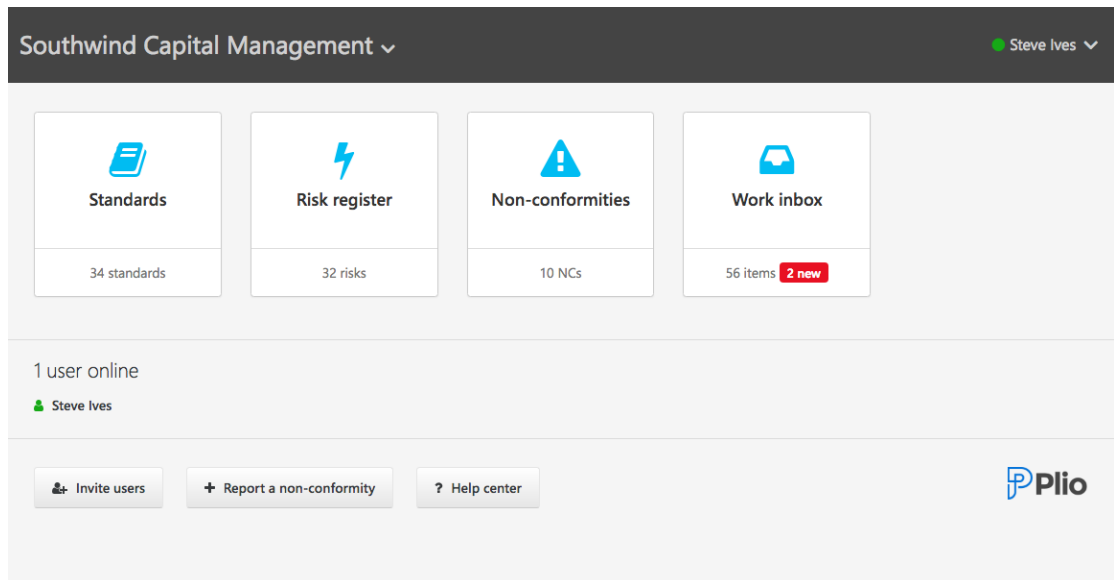 Southwind Capital Management
Steve Ives
Standards
34 standards
Risk register
32 risks
Non-conformities
10 NCs
Work inbox
56 items 2 new
1 user online
Steve Ives
Invite users
+ Report a non-conformity
? Help center
Plio